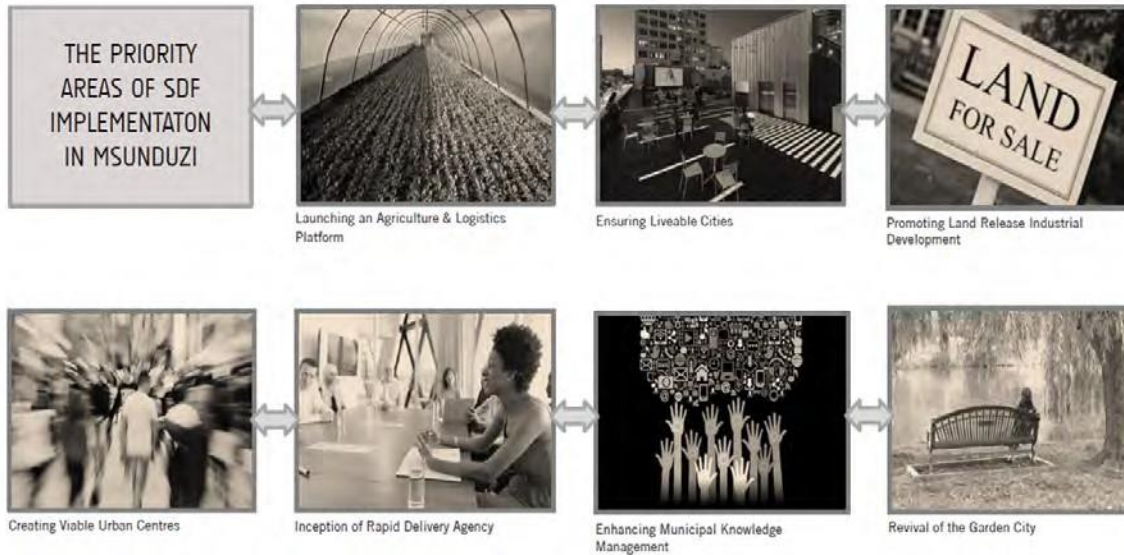 THE PRIORITY
AREAS OF SDF
IMPLEMENTATON
IN MSUNDUZI
LAND
FOR SALE
Launching an Agriculture & Logistics
Platform
Ensuring Liveable Cities
Promoting Land Release Industrial
Development
Creating Viable Urban Centres
Inception of Rapid Delivery Agency
Enhancing Municipal Knowledge
Management
Revival of the Garden City